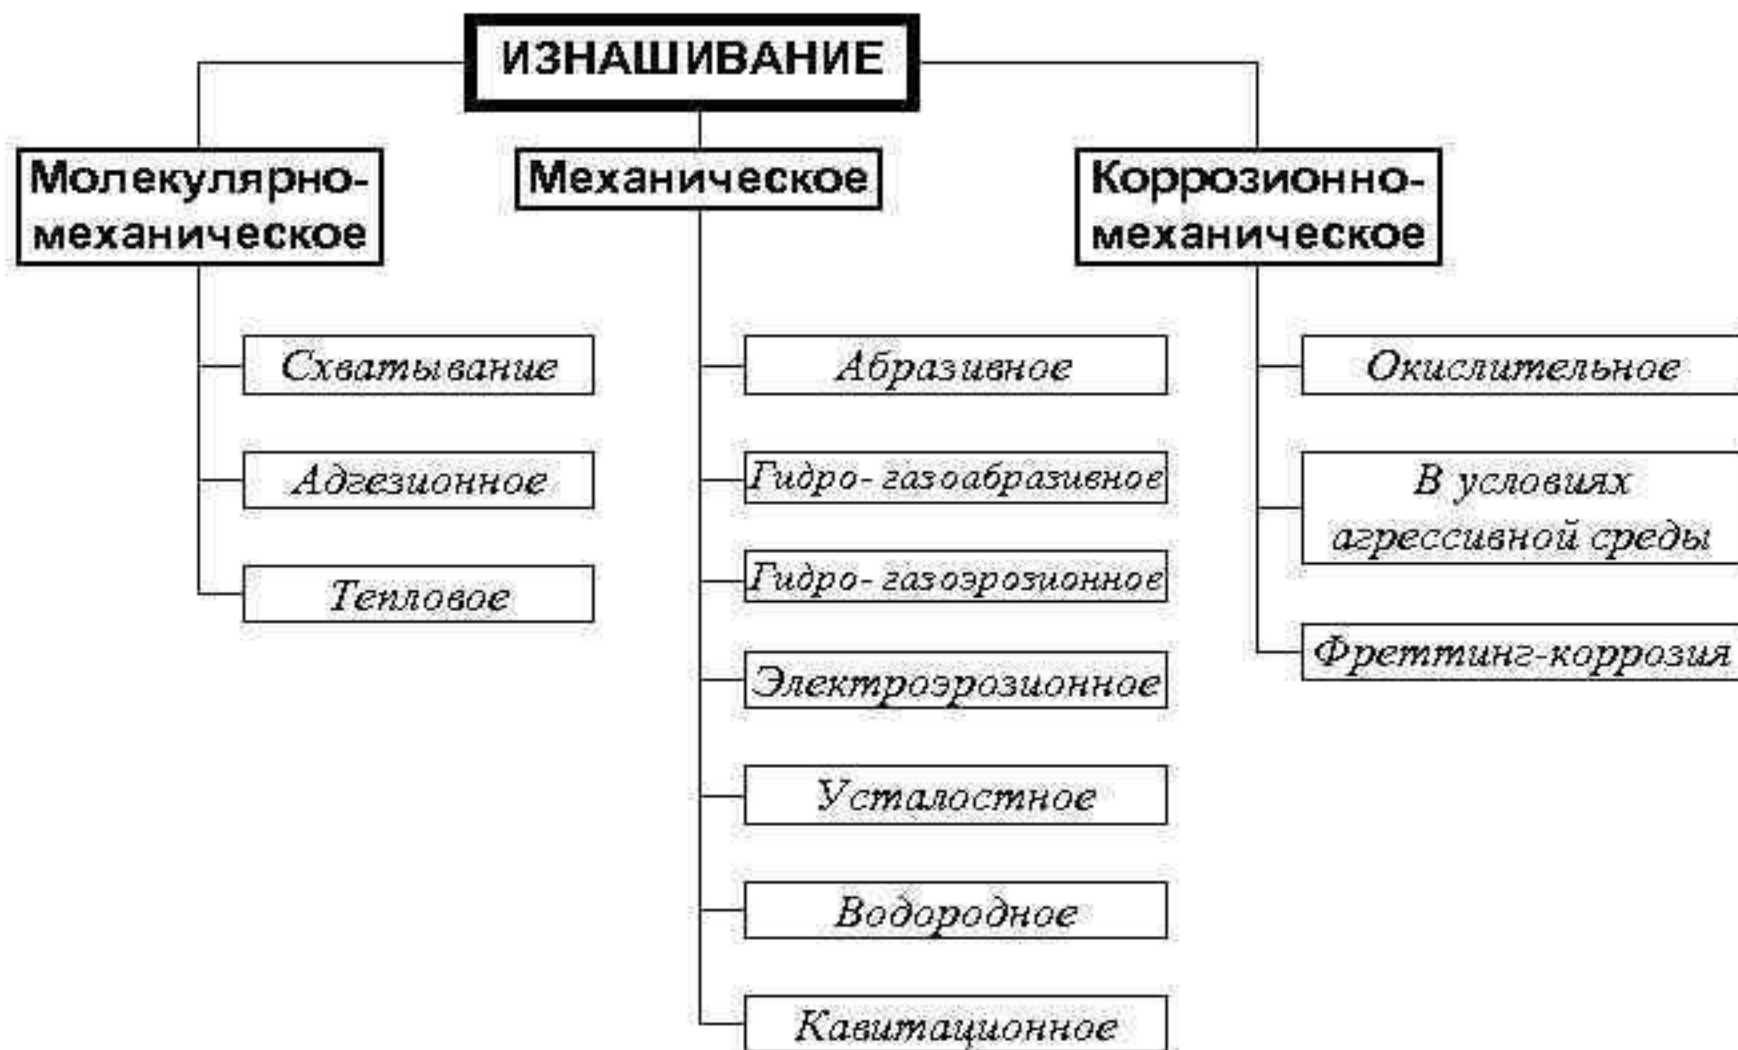 ИЗНАШИВАНИЕ
Молекулярно-
механическое
Механическое
Коррозионно-
механическое
Схватывание
Адгезионное
Тепловое
Абразивное
Гидро- газоабразивное
Гидро- газоэрозионное
Электроэрозионное
Усталостное
Водородное
Кавитационное
Окислительное
В условиях
агрессивной среды
Фреттинг-коррозия